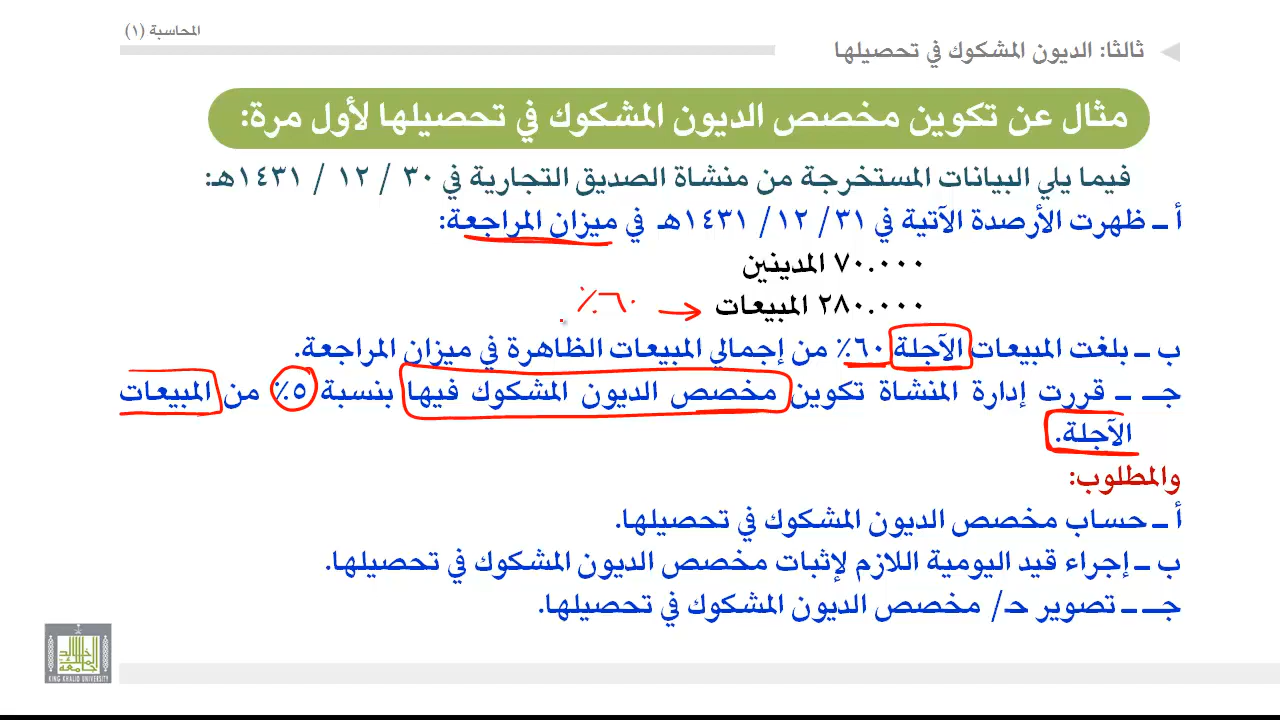 المحاسبة (١)
ثالثا: الديون المشكوك في تحصيلها
مثال عن تكوين مخصص الديون المشكوك في تحصيلها لأول مرة:
فيما يلي البيانات المستخرجة من منشاة الصديق التجارية في ٣٠ / ١٢ / ١٤٣١هـ:
أ ـ ظهرت الأرصدة الآتية في ٣١/ ١٢/ ١٤٣١هـ في ميزان المراجعة:
٧٠.٠٠٠ المدينين
٢٨٠.٠٠٠ المبيعات
٦٠٪
ب ـ بلغت المبيعات الآجلة ٦٠٪ من إجمالي المبيعات الظاهرة في ميزان المراجعة.
جـ ـ قررت إدارة المنشاة تكوين مخصص الديون المشكوك فيها بنسبة ٥٪ من المبيعات
الآجلة.
والمطلوب:
أ ـ حساب مخصص الديون المشكوك في تحصيلها.
ب ـ إجراء قيد اليومية اللازم لإثبات مخصص الديون المشكوك في تحصيلها.
جـ ـ تصوير حـ/ مخصص الديون المشكوك في تحصيلها.
KING KHALID UNIVERSITY